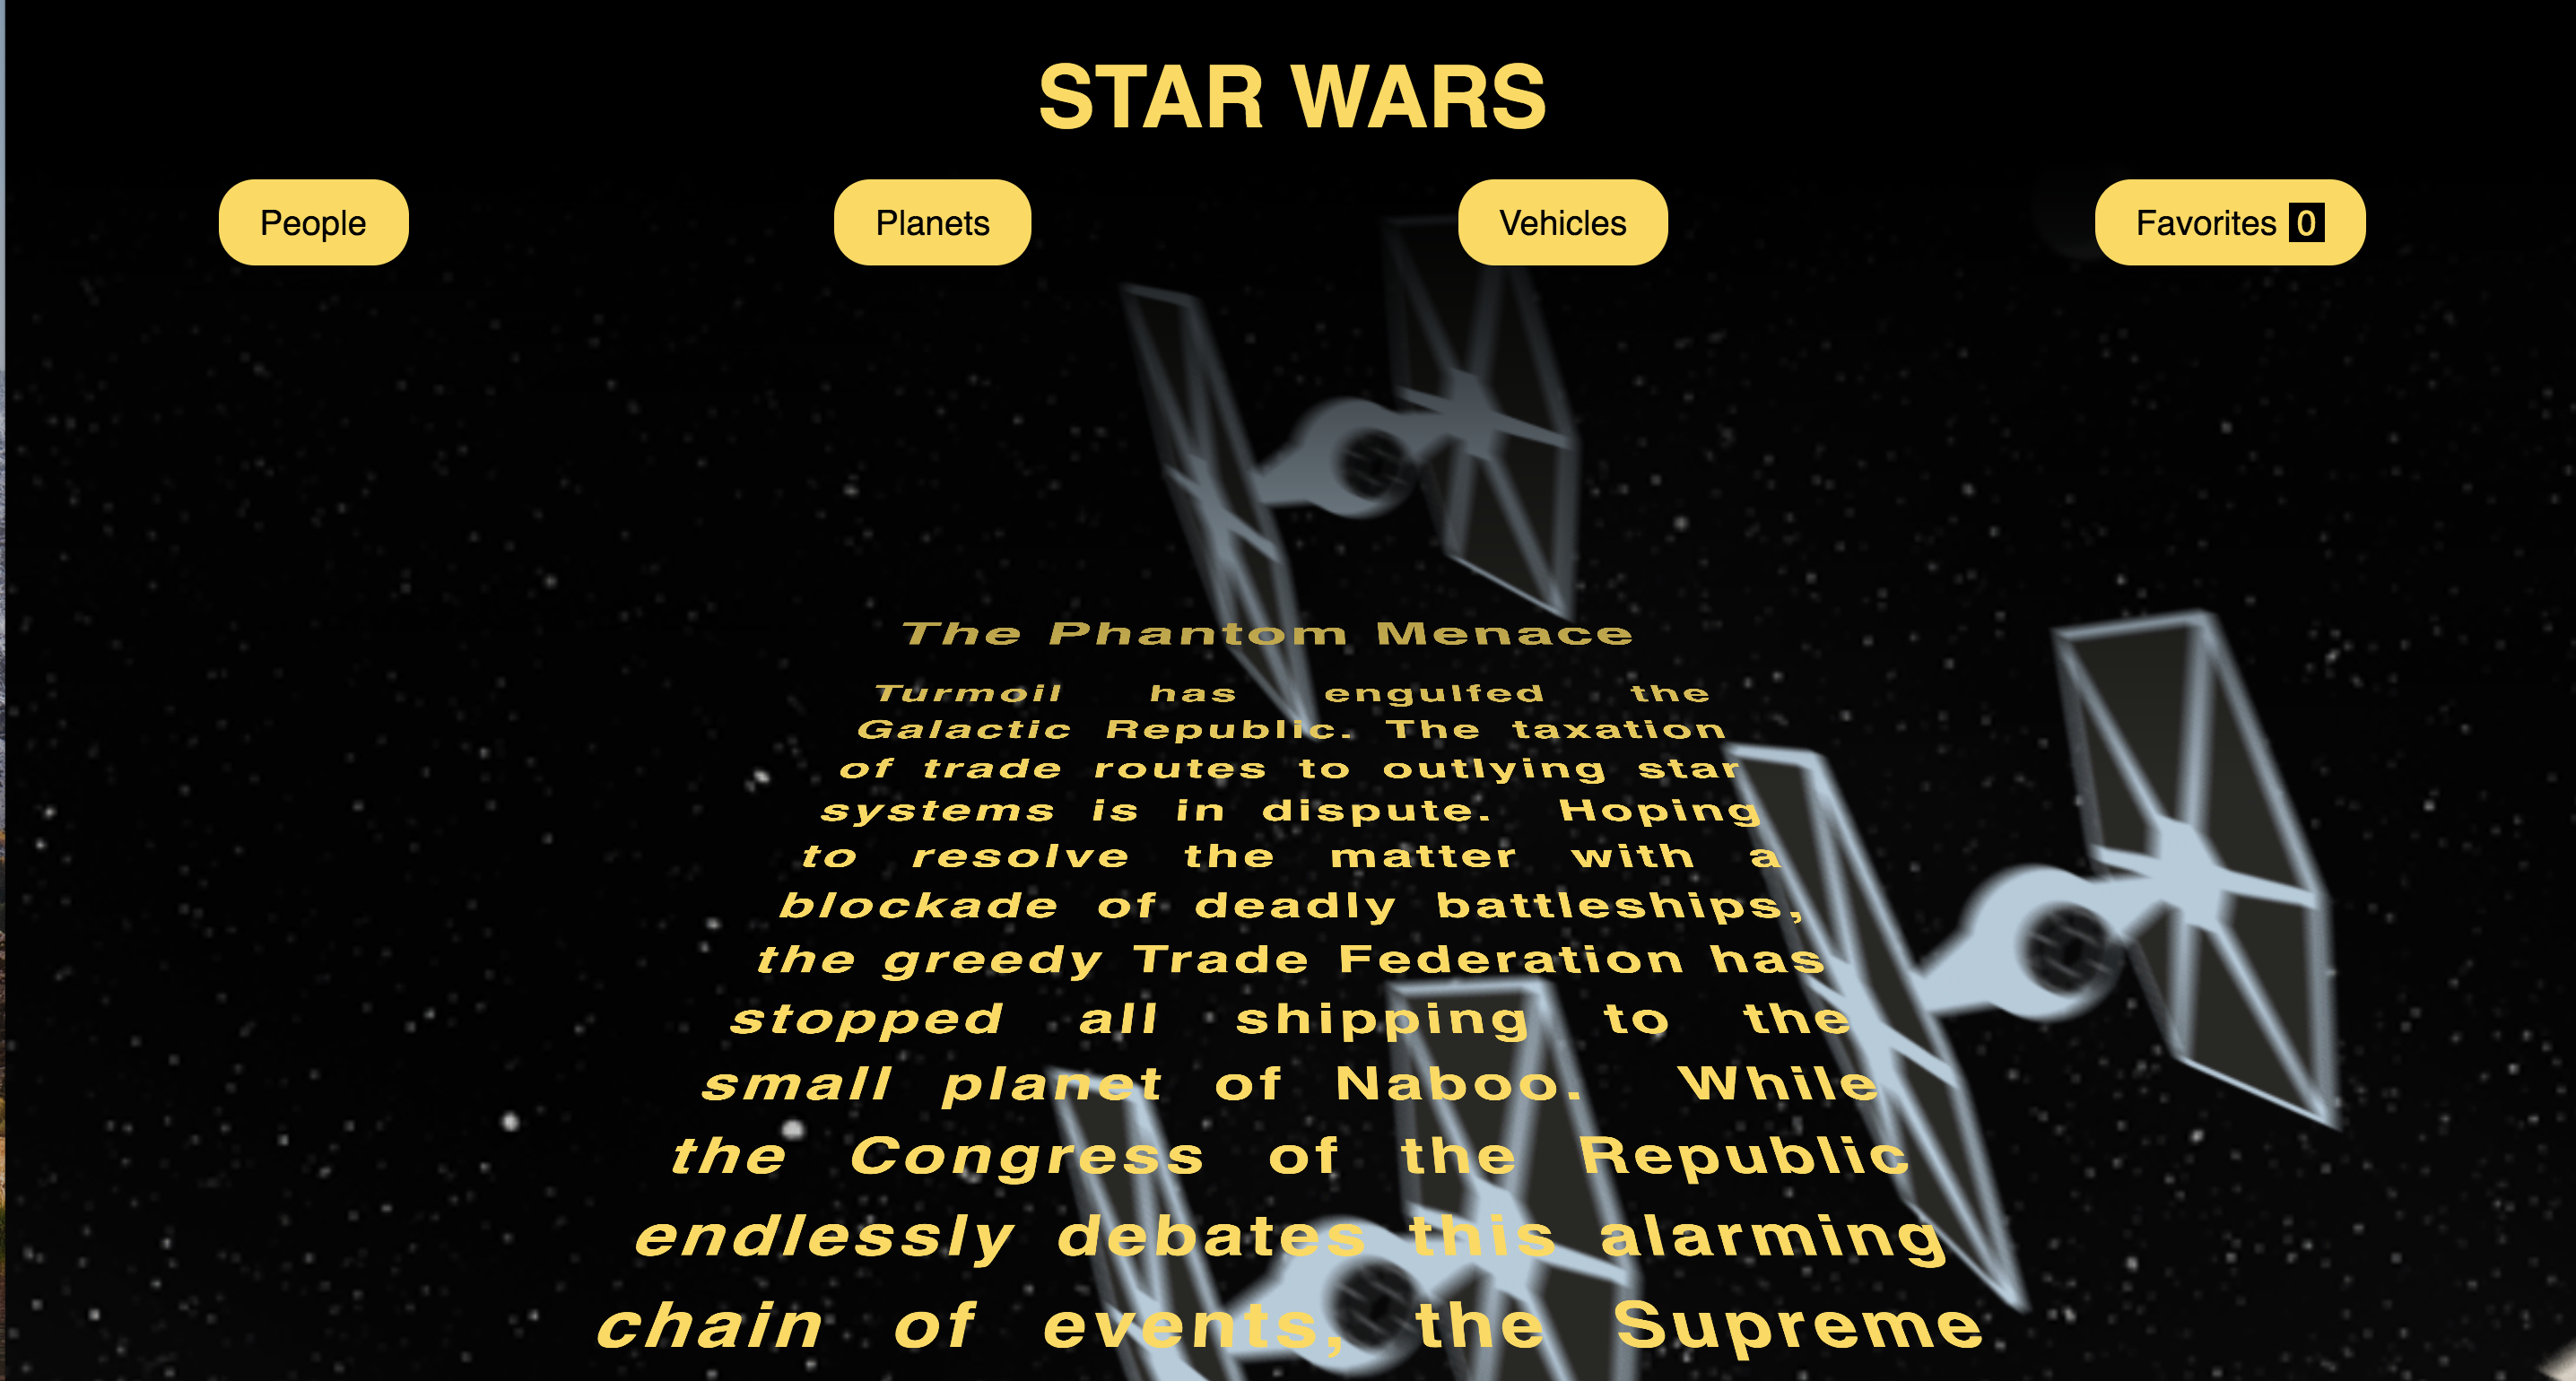 STAR WARS
People
Planets
Vehicles
Favorites 0
The Phantom Menace
Turmoil has engulfed the
Galactic Republic. The taxation
of trade routes to outlying star
systems is in dispute. Hoping
to resolve the matter with a
blockade of deadly battleships,
the greedy Trade Federation has
stopped all shipping to the
small planet of Naboo. While
the Congress of the Republic
endlessly debates this alarming
chain of events, the Supreme